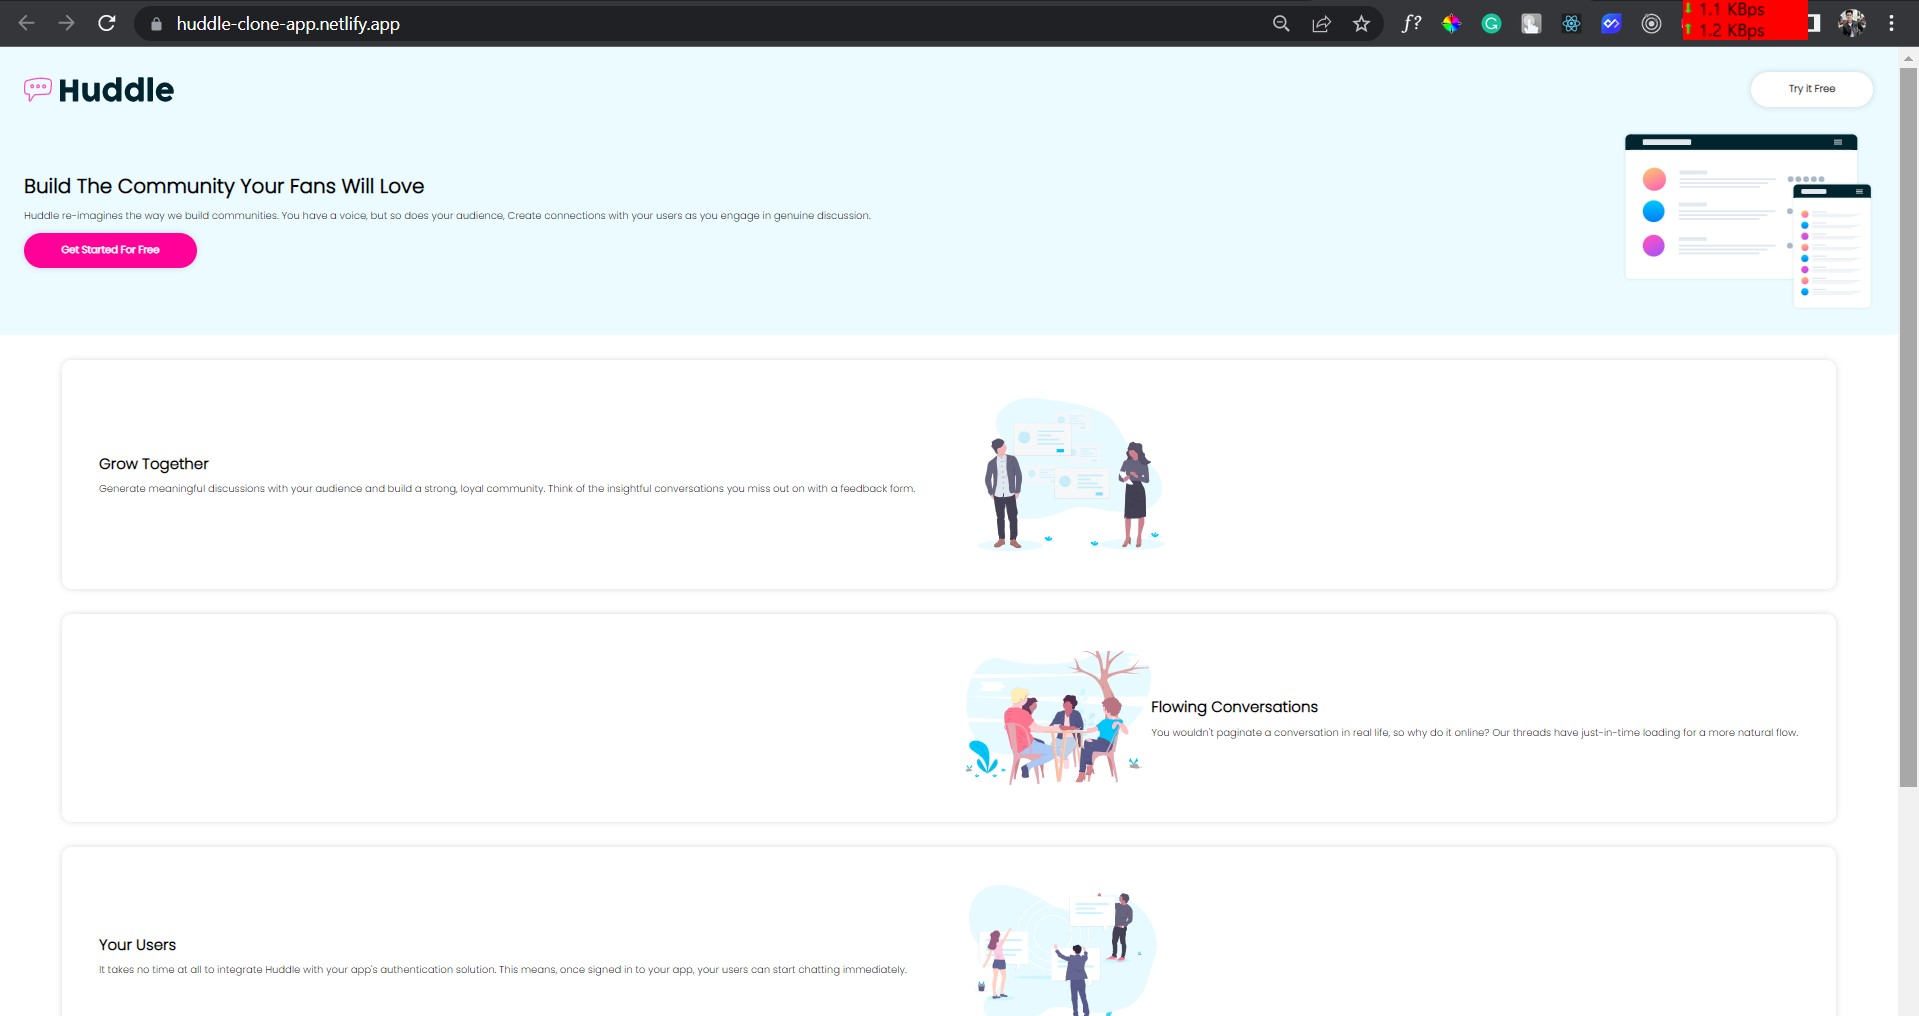 huddle-clone-app.netlify.app
f?
1.1 KBps
1.2 KBps
Huddle
Try it Free
Build The Community Your Fans Will Love
Huddle re-imagines the way we build communities. You have a voice, but so does your audience, Create connections with your users as you engage in genuine discussion.
Get Started For Free
Grow Together
Generate meaningful discussions with your audience and build a strong, loyal community. Think of the insightful conversations you miss out on with a feedback form.
Flowing Conversations
You wouldn't paginate a conversation in real life, so why do it online? Our threads have just-in-time loading for a more natural flow.
Your Users
It takes no time at all to integrate Huddle with your app's authentication solution. This means, once signed in to your app, your users can start chatting immediately.